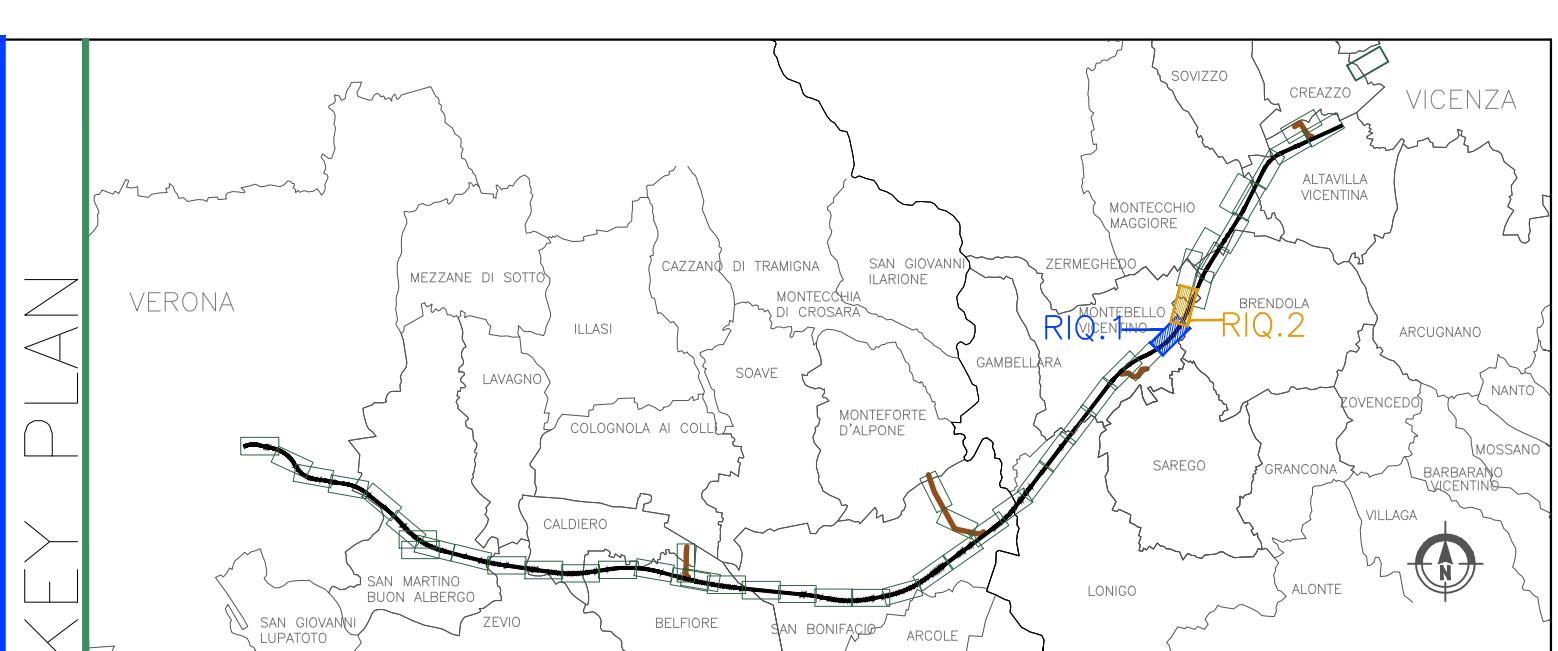 KEY PLAN
SOVIZZO
CREAZZO
VICENZA
ALTAVILLA
VICENTINA
MONTECCHIO
MAGGIORE
MEZZANE DI SOTTO
CAZZANO DI TRAMIGNA
SAN GIOVANNI
ILARIONE
ZERMEGHEDO
VERONA
MONTECCHIA
DI CROSARA
MONTEBELLO
VICENTINO
BRENDOLA
RIQ.1
RIQ.2
ILLASI
ARCUGNANO
GAMBELLARA
LAVAGNO
SOAVE
NANTO
ZOVENCEDO
COLOGNOLA AI COLLI
MONTEFORTE
D'ALPONE
MOSSANO
SAREGO
GRANCONA
BARBARANO
VICENTINO
CALDIERO
VILLAGA
N
SAN MARTINO
BUON ALBERGO
LONIGO
ALONTE
SAN GIOVANNI
LUPATOTO
ZEVIO
BELFIORE
SAN BONIFACIO
ARCOLE